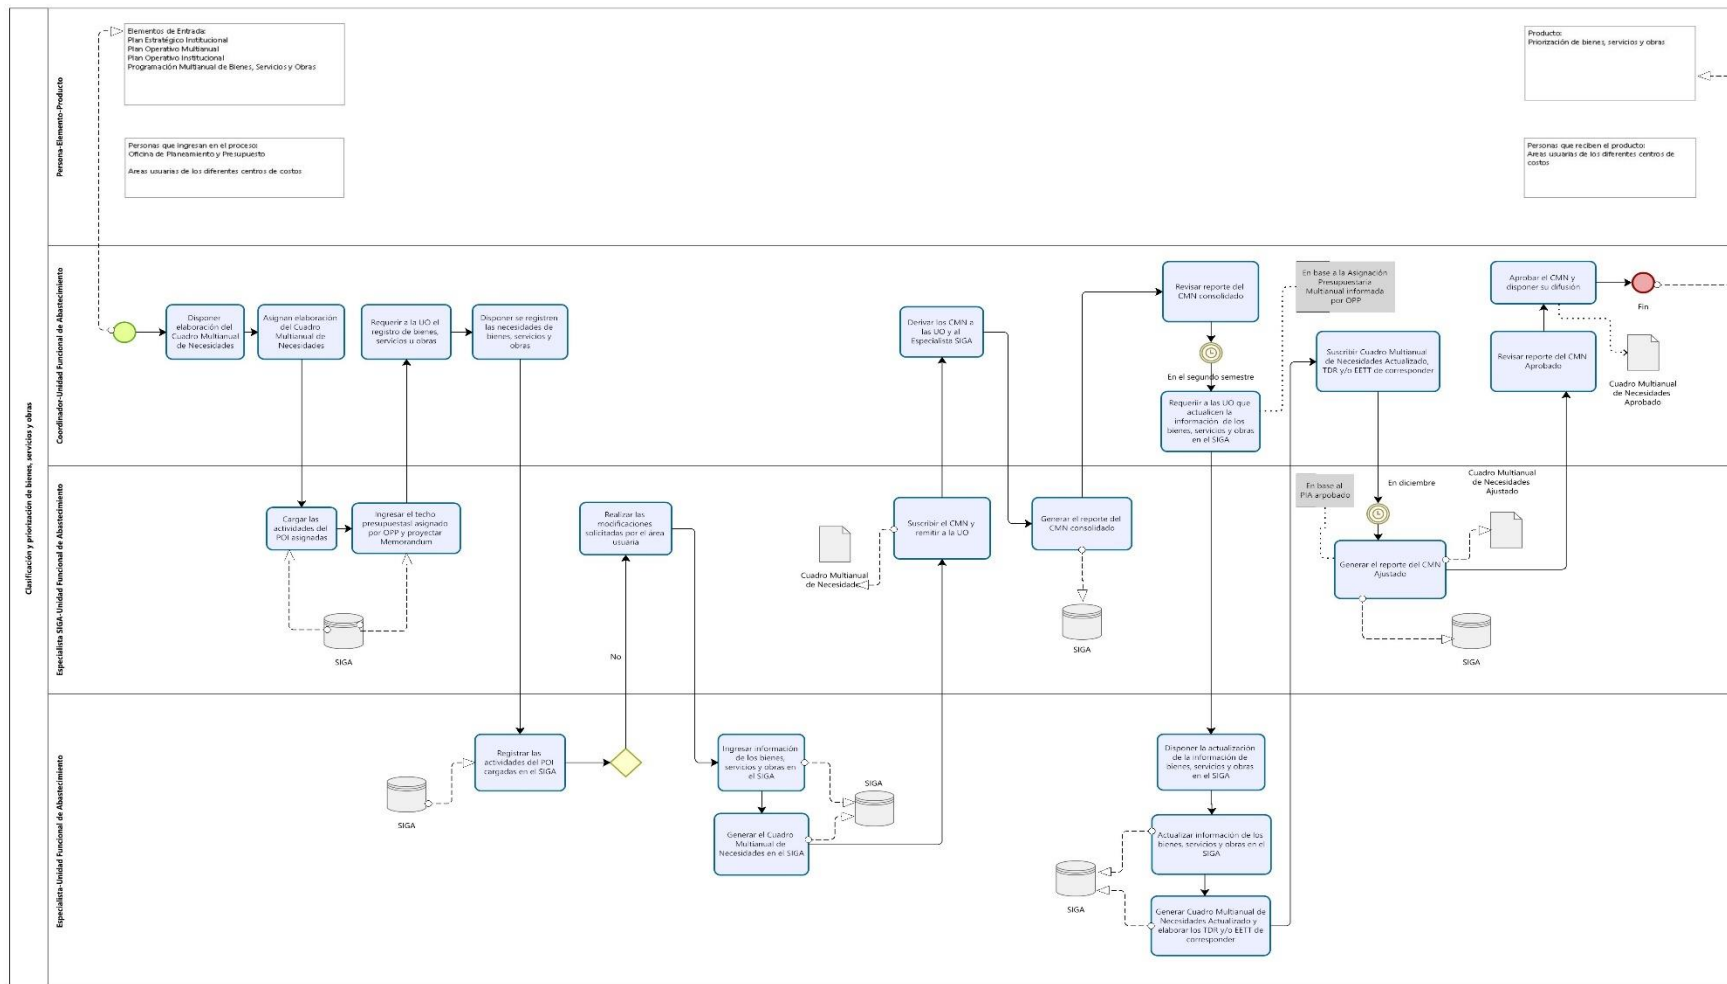 Clasificación y priorización de bienes, servicios y obras
Persona-Elemento-Producto
Elementos de Entrada:
Plan Estratégico Institucional
Plan Operativo Multianual
Plan Operativo Institucional
Programación Multianual de Bienes, Servicios y Obras
Personas que ingresan en el proceso:
Oficina de Planeamiento y Presupuesto
Areas usuarias de los diferentes centros de costos
Producto:
Priorización de bienes, servicios y obras
Personas que reciben el producto:
Areas usuarias de los diferentes centros de
costos
Coordinador-Unidad Funcional de Abastecimiento
Disponer
elaboración del
Cuadro Multianual
de Necesidades
Asignan elaboración
del Cuadro
Multianual de
Necesidades
Requerir a la UO el
registro de bienes,
servicios u obras
Disponer se registren
las necesidades de
bienes, servicios y
obras
Derivar los CMN a
las UO y al
Especialista SIGA
Revisar reporte del
CMN consolidado
En el segundo semestre
Requerir a las UO que
actualicen la
información de los
bienes, servicios y obras
en el SIGA
En base a la Asignación
Presupuestaria
Multianual informada
por OPP
Suscribir Cuadro Multianual
de Necesidades Actualizado,
TDR y/o EETT de corresponder
Aprobar el CMN y
disponer su difusión
Fin
Revisar reporte del CMN
Aprobado
Cuadro Multianual
de Necesidades
Aprobado
Especialista SIGA-Unidad Funcional de Abastecimiento
Cargar las
actividades del
POI asignadas
Ingresar el techo
presupuestasl asignado
por OPP y proyectar
Memorandum
SIGA
Realizar las
modificaciones
solicitadas por el área
usuaria
No
Cuadro Multianual
de Necesidades
Suscribir el CMN y
remitir a la UO
Generar el reporte del
CMN consolidado
SIGA
En base al
PIA arpobado
En diciembre
Generar el reporte del CMN
Ajustado
Cuadro Multianual
de Necesidades
Ajustado
SIGA
Especialista-Unidad Funcional de Abastecimiento
SIGA
Registrar las
actividades del POI
cargadas en el SIGA
Ingresar información
de los bienes,
servicios y obras en
el SIGA
SIGA
Generar el Cuadro
Multianual de
Necesidades en el SIGA
Disponer la actualización
de la información de
bienes, servicios y obras
en el SIGA
Actualizar información de los
bienes, servicios y obras en el
SIGA
SIGA
Generar Cuadro Multianual de
Necesidades Actualizado y
elaborar los TDR y/o EETT de
corresponder